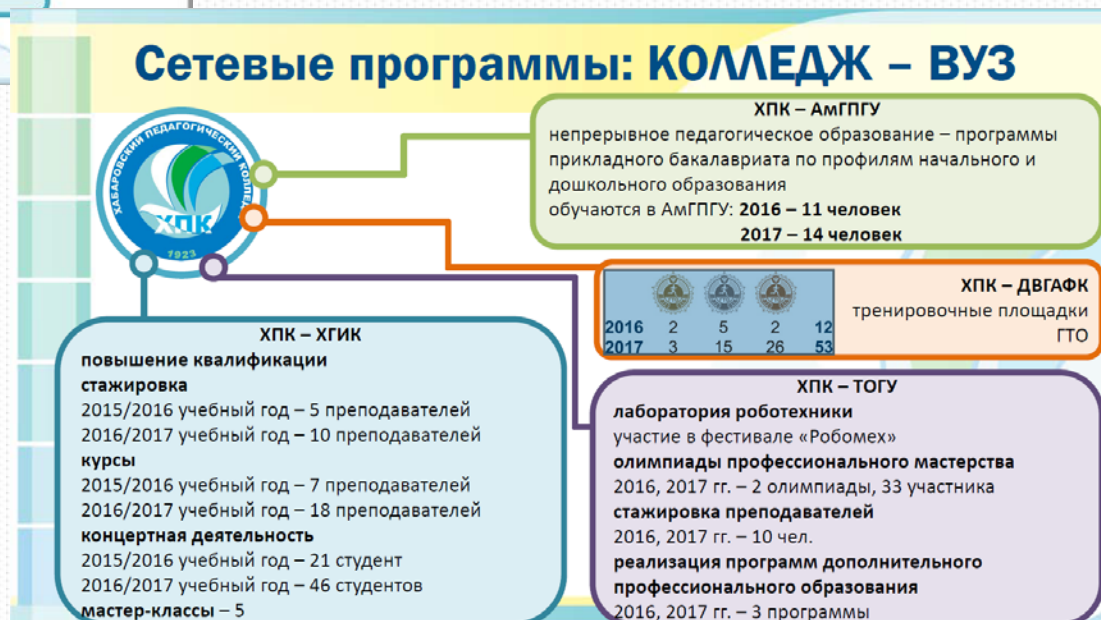 Сетевые программы: КОЛЛЕДЖ – ВУЗ
ХАБАРОВСКИЙ ПЕДАГОГИЧЕСКИЙ КОЛЛЕДЖ
ХПК
1923
ХПК – АмГПГУ
непрерывное педагогическое образование – программы
прикладного бакалавриата по профилям начального и
дошкольного образования
обучаются в АмГПГУ: 2016 – 11 человек
2017 – 14 человек
2016 2 5 2 12
2017 3 15 26 53
ХПК – ДВГАФК
тренировочные площадки
ГТО
ХПК – ХГИК
повышение квалификации
стажировка
2015/2016 учебный год – 5 преподавателей
2016/2017 учебный год – 10 преподавателей
курсы
2015/2016 учебный год – 7 преподавателей
2016/2017 учебный год – 18 преподавателей
концертная деятельность
2015/2016 учебный год – 21 студент
2016/2017 учебный год – 46 студентов
мастер-классы – 5
ХПК – ТОГУ
лаборатория роботехники
участие в фестивале «Робомех»
олимпиады профессионального мастерства
2016, 2017 гг. – 2 олимпиады, 33 участника
стажировка преподавателей
2016, 2017 гг. – 10 чел.
реализация программ дополнительного
профессионального образования
2016, 2017 гг. – 3 программы